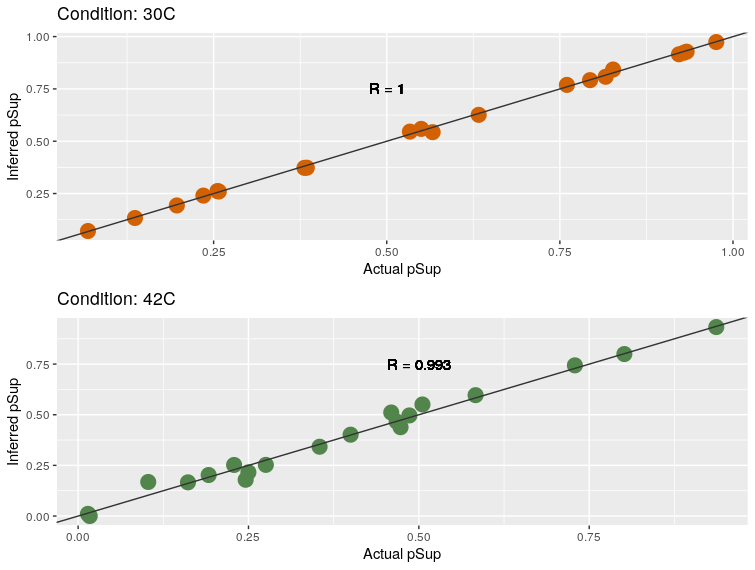 Condition: 30C
1.00
0.75
0.50
0.25
R = 1
Inferred pSup
0.25 0.50 0.75 1.00
Actual pSup
Condition: 42C
0.75
0.50
0.25
0.00
R = 0.993
Inferred pSup
0.00 0.25 0.50 0.75
Actual pSup